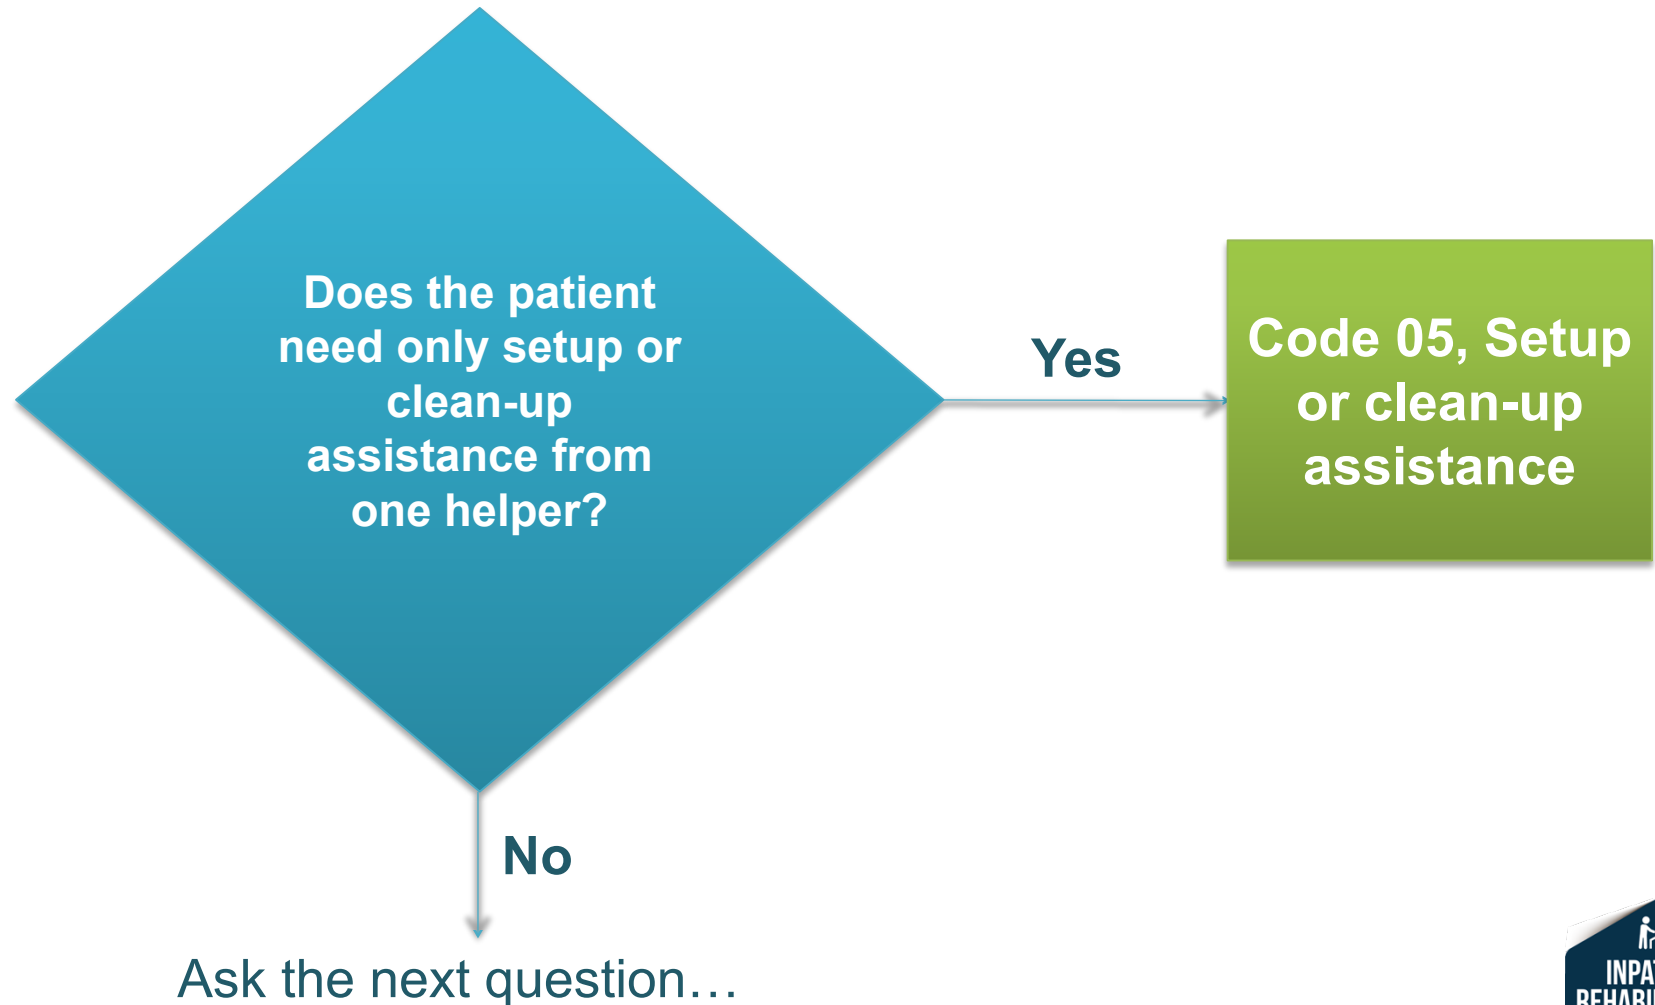 Does the patient
need only setup or
clean-up
assistance from
one helper?
Yes
Code 05, Setup
or clean-up
assistance
No
Ask the next question…